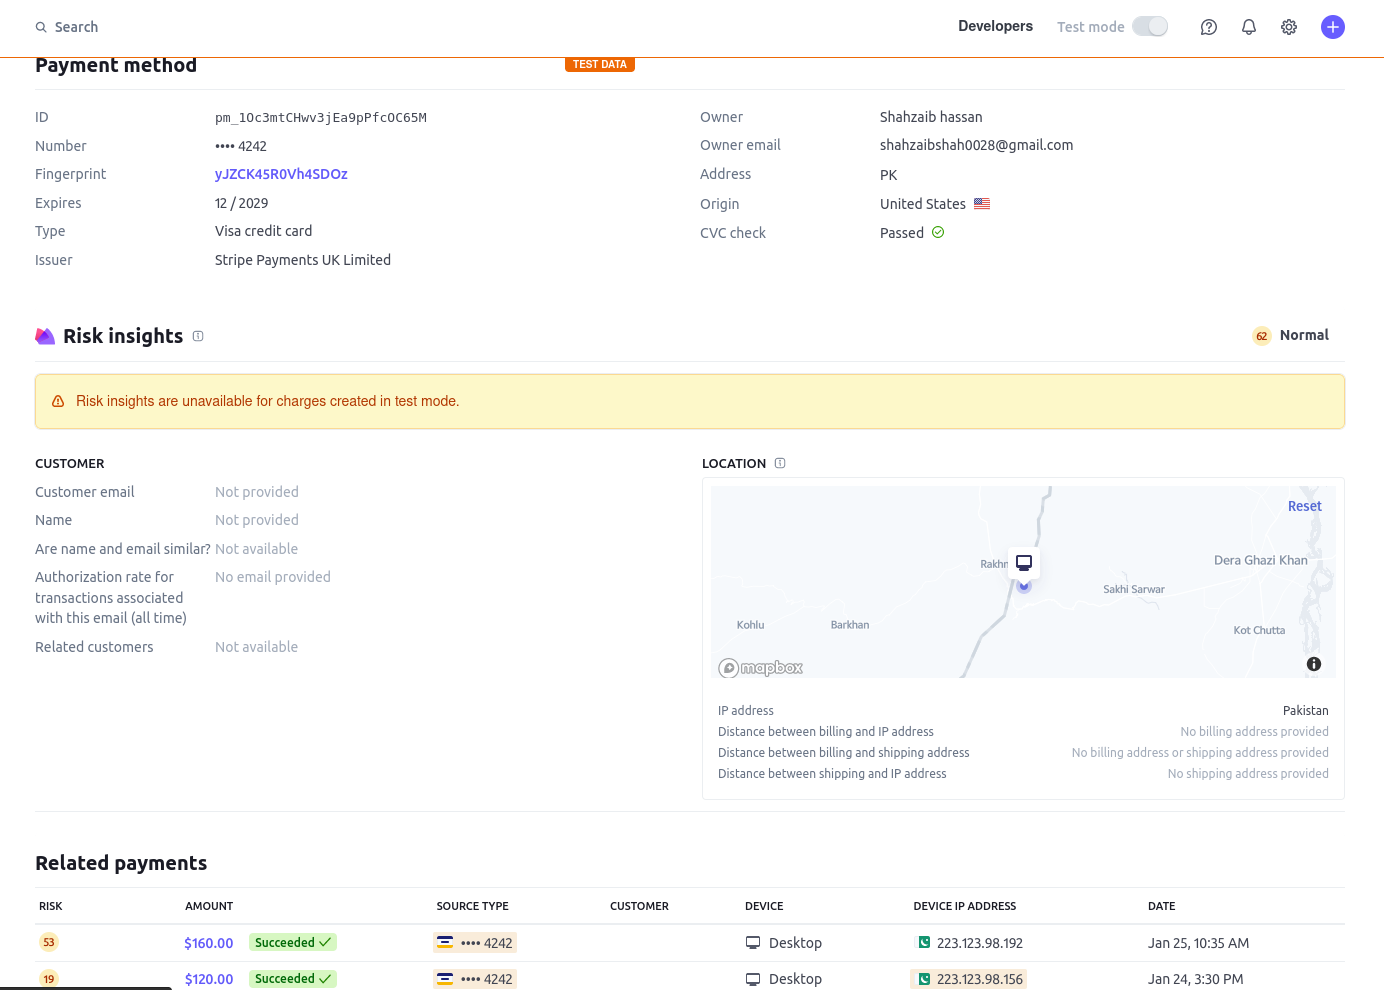 Search
Developers
Test mode
Payment method
TEST DATA
ID pm_1Oc3mtCHwv3jEa9pPfcOC65M
Number •••• 4242
Fingerprint yJZCK45R0Vh4SDOz
Expires 12 / 2029
Type Visa credit card
Issuer Stripe Payments UK Limited
Owner Shahzaib hassan
Owner email shahzaibshah0028@gmail.com
Address PK
Origin United States
CVC check Passed
Risk insights
62 Normal
Risk insights are unavailable for charges created in test mode.
CUSTOMER
Customer email Not provided
Name Not provided
Are name and email similar? Not available
Authorization rate for No email provided
transactions associated
with this email (all time)
Related customers Not available
LOCATION
Reset
Rakhn
Dera Ghazi Khan
Sakhi Sarwar
Kohlu
Barkhan
Kot Chutta
mapbox
IP address Pakistan
Distance between billing and IP address No billing address provided
Distance between billing and shipping address No billing address or shipping address provided
Distance between shipping and IP address No shipping address provided
Related payments
RISK AMOUNT SOURCE TYPE CUSTOMER DEVICE DEVICE IP ADDRESS DATE
53 $160.00 Succeeded •••• 4242 Desktop 223.123.98.192 Jan 25, 10:35 AM
19 $120.00 Succeeded •••• 4242 Desktop 223.123.98.156 Jan 24, 3:30 PM